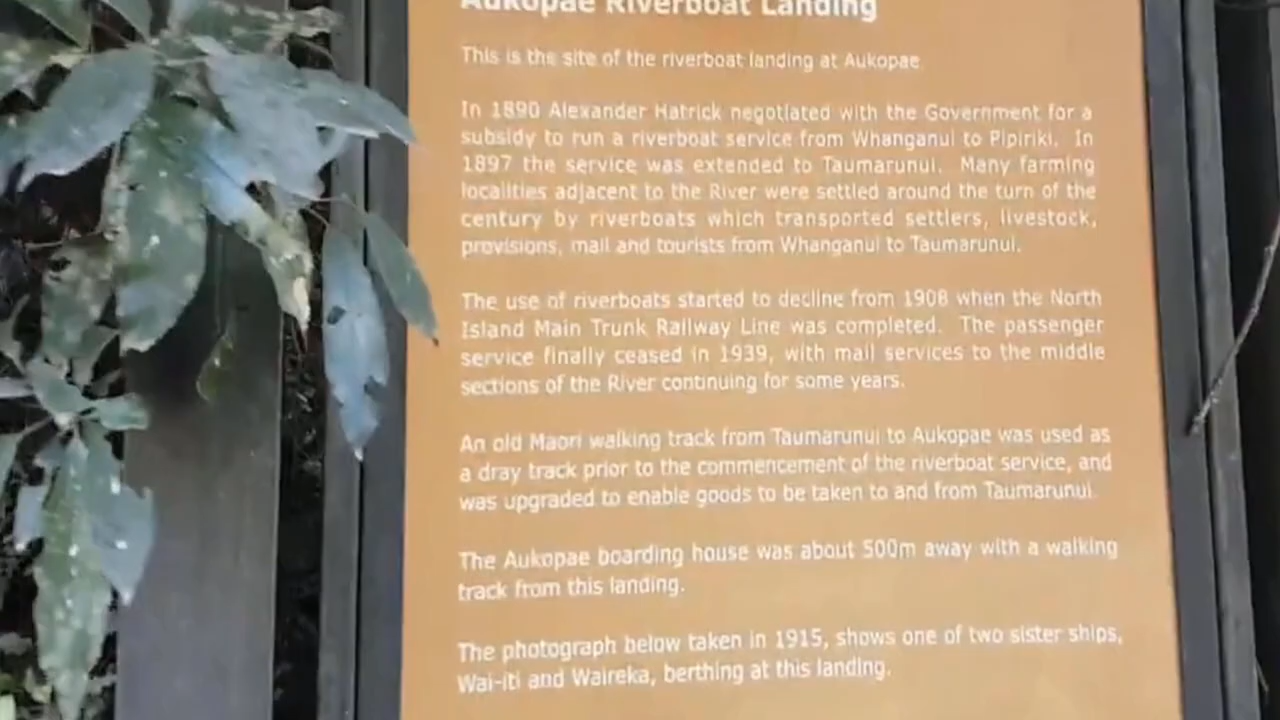 Aukopae Riverboat Landing
This is the site of the riverboat landing at Aukopae.
In 1890 Alexander Hatrick negotiated with the Government for a
subsidy to run a riverboat service from Whanganui to Pipiriki. In
1897 the service was extended to Taumarunui. Many farming
localities adjacent to the River were settled around the turn of the
century by riverboats which transported settlers, livestock,
provisions, mail and tourists from Whanganui to Taumarunui.
The use of riverboats started to decline from 1908 when the North
Island Main Trunk Railway Line was completed. The passenger
service finally ceased in 1939, with mail services to the middle
sections of the River continuing for some years.
An old Maori walking track from Taumarunui to Aukopae was used as
a dray track prior to the commencement of the riverboat service, and
was upgraded to enable goods to be taken to and from Taumarunui.
The Aukopae boarding house was about 500m away with a walking
track from this landing.
The photograph below taken in 1915, shows one of two sister ships,
Wai-iti and Waireka, berthing at this landing.